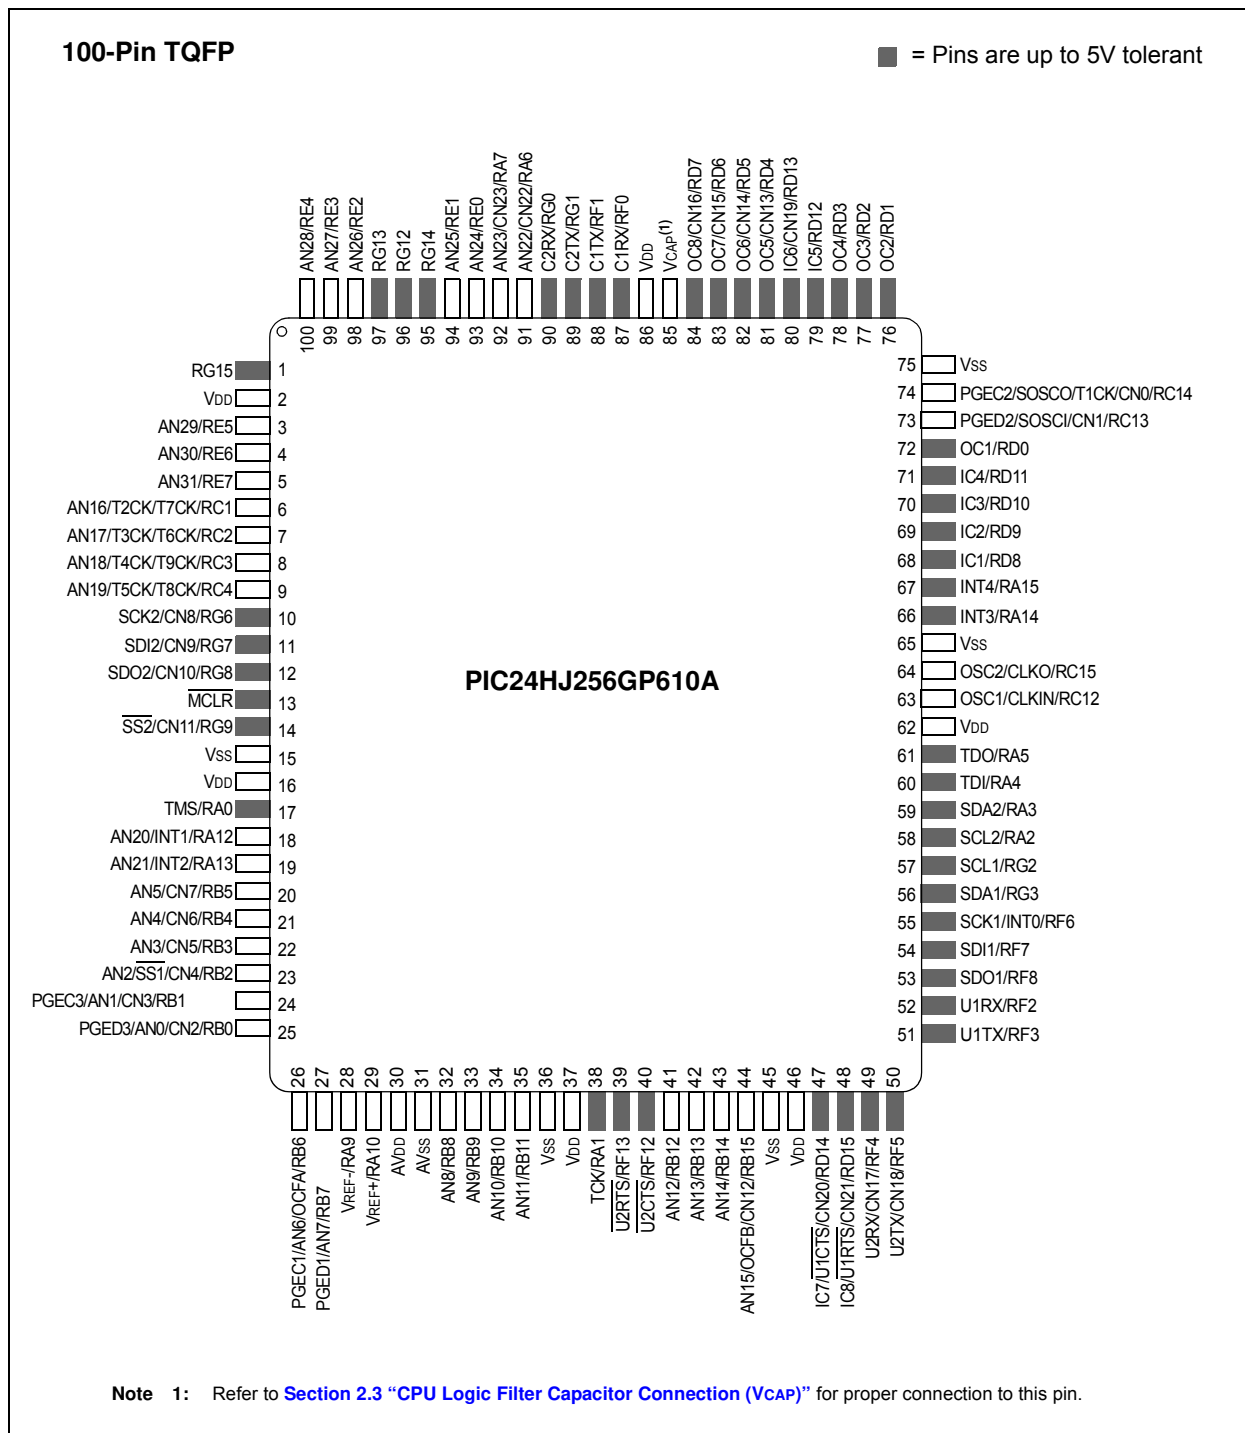 100-Pin TQFP
= Pins are up to 5V tolerant
AN28/RE4
AN27/RE3
AN26/RE2
RG13
RG12
RG14
AN25/RE1
AN24/RE0
AN23/CN23/RA7
AN22/CN22/RA6
C2RX/RG0
C2TX/RG1
C1TX/RF1
C1RX/RF0
VDD
VCAP(1)
OC8/CN16/RD7
OC7/CN15/RD6
OC6/CN14/RD5
OC5/CN13/RD4
IC6/CN19/RD13
IC5/RD12
OC4/RD3
OC3/RD2
OC2/RD1
100
99
98
97
96
95
94
93
92
91
90
89
88
87
86
85
84
83
82
81
80
79
78
77
76
RG15 1
VDD 2
AN29/RE5 3
AN30/RE6 4
AN31/RE7 5
AN16/T2CK/T7CK/RC1 6
AN17/T3CK/T6CK/RC2 7
AN18/T4CK/T9CK/RC3 8
AN19/T5CK/T8CK/RC4 9
SCK2/CN8/RG6 10
SDI2/CN9/RG7 11
SDO2/CN10/RG8 12
MCLR 13
SS2/CN11/RG9 14
VSS 15
VDD 16
TMS/RA0 17
AN20/INT1/RA12 18
AN21/INT2/RA13 19
AN5/CN7/RB5 20
AN4/CN6/RB4 21
AN3/CN5/RB3 22
AN2/SS1/CN4/RB2 23
PGEC3/AN1/CN3/RB1 24
PGED3/AN0/CN2/RB0 25
PIC24HJ256GP610A
75 VSS
74 PGEC2/SOSCO/T1CK/CN0/RC14
73 PGED2/SOSCI/CN1/RC13
72 OC1/RD0
71 IC4/RD11
70 IC3/RD10
69 IC2/RD9
68 IC1/RD8
67 INT4/RA15
66 INT3/RA14
65 VSS
64 OSC2/CLKO/RC15
63 OSC1/CLKIN/RC12
62 VDD
61 TDO/RA5
60 TDI/RA4
59 SDA2/RA3
58 SCL2/RA2
57 SCL1/RG2
56 SDA1/RG3
55 SCK1/INT0/RF6
54 SDI1/RF7
53 SDO1/RF8
52 U1RX/RF2
51 U1TX/RF3
26
27
28
29
30
31
32
33
34
35
36
37
38
39
40
41
42
43
44
45
46
47
48
49
50
PGEC1/AN6/OCFA/RB6
PGED1/AN7/RB7
VREF-/RA9
VREF+/RA10
AVDD
AVSS
AN8/RB8
AN9/RB9
AN10/RB10
AN11/RB11
VSS
VDD
TCK/RA1
U2RTS/RF13
U2CTS/RF12
AN12/RB12
AN13/RB13
AN14/RB14
AN15/OCFB/CN12/RB15
VSS
VDD
IC7/U1CTS/CN20/RD14
IC8/U1RTS/CN21/RD15
U2RX/CN17/RF4
U2TX/CN18/RF5
Note 1: Refer to Section 2.3 “CPU Logic Filter Capacitor Connection (VCAP)” for proper connection to this pin.